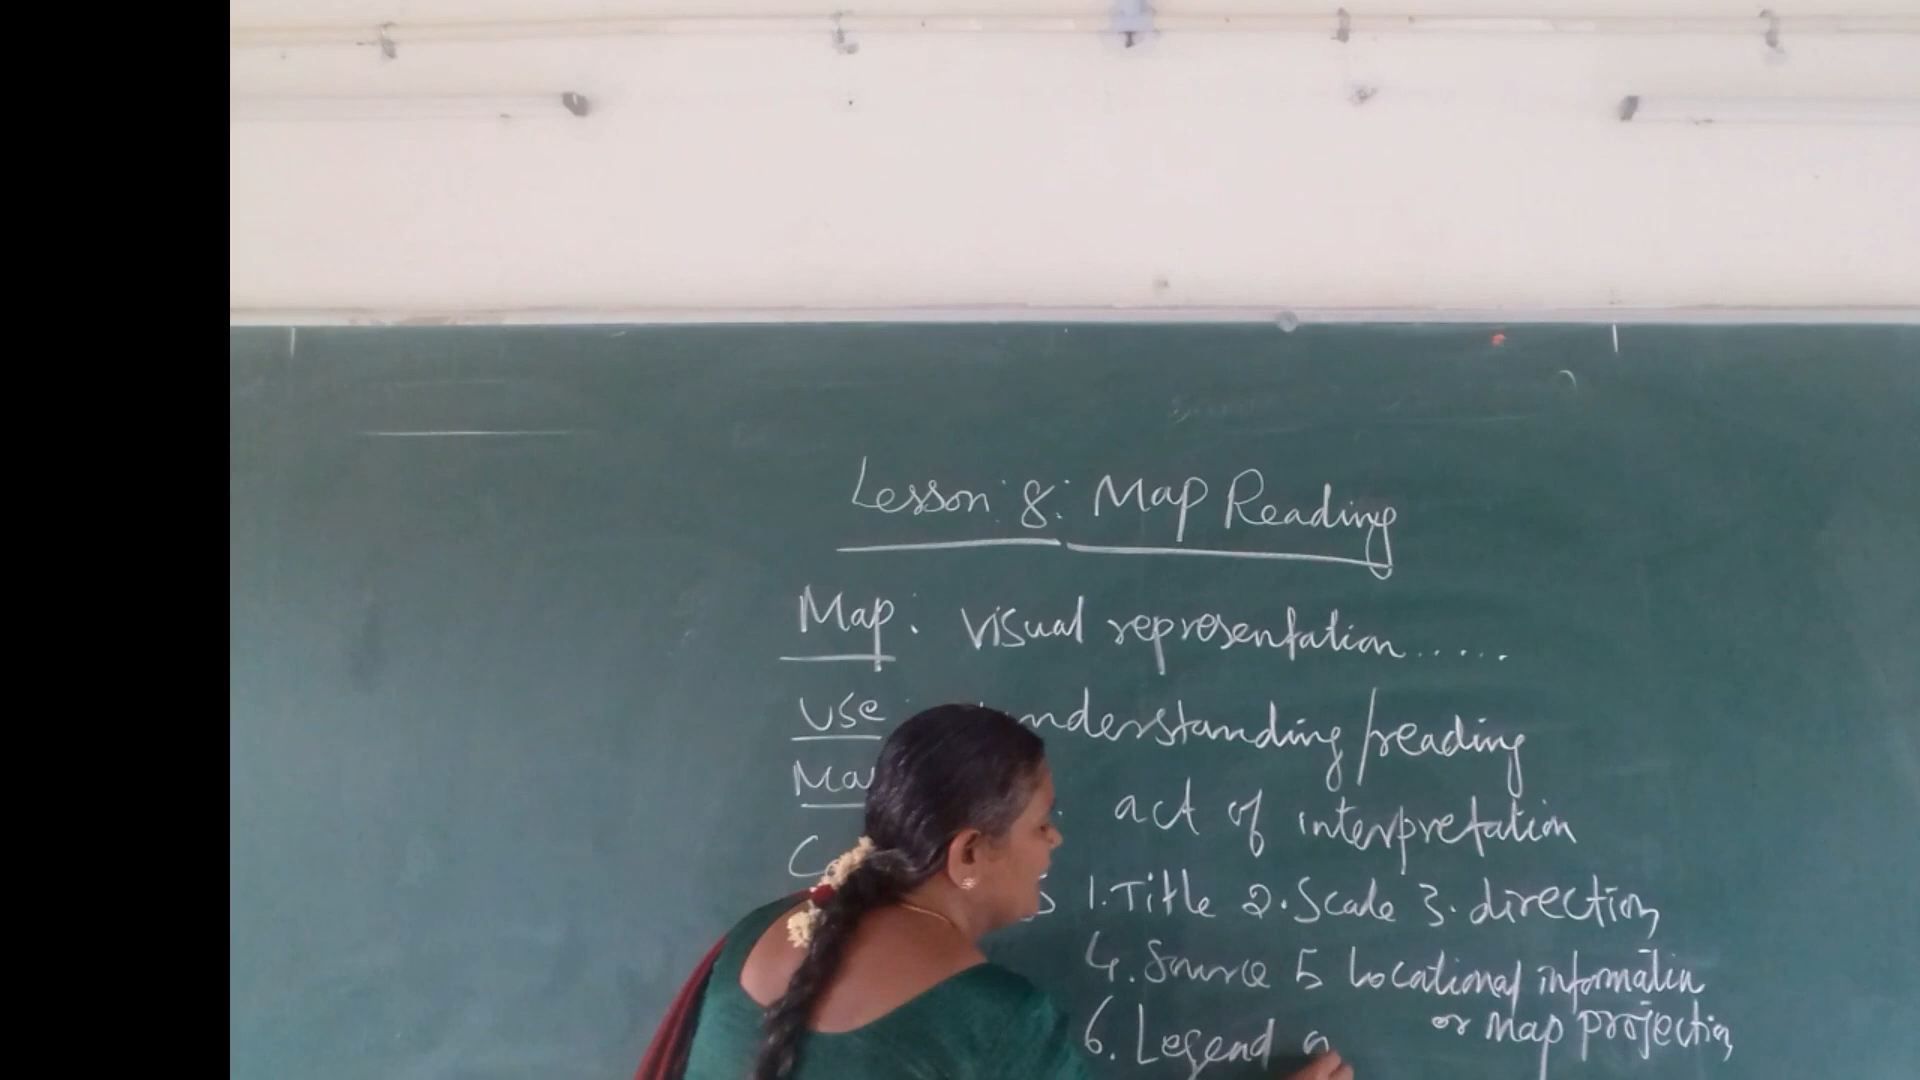 Lesson 8: Map Reading
Map: Visual representation......
Use understanding/reading
act of interpretation
1. Title 2. Scale 3. direction
4. Source 5 Locational information
or Map projection
6. Legend